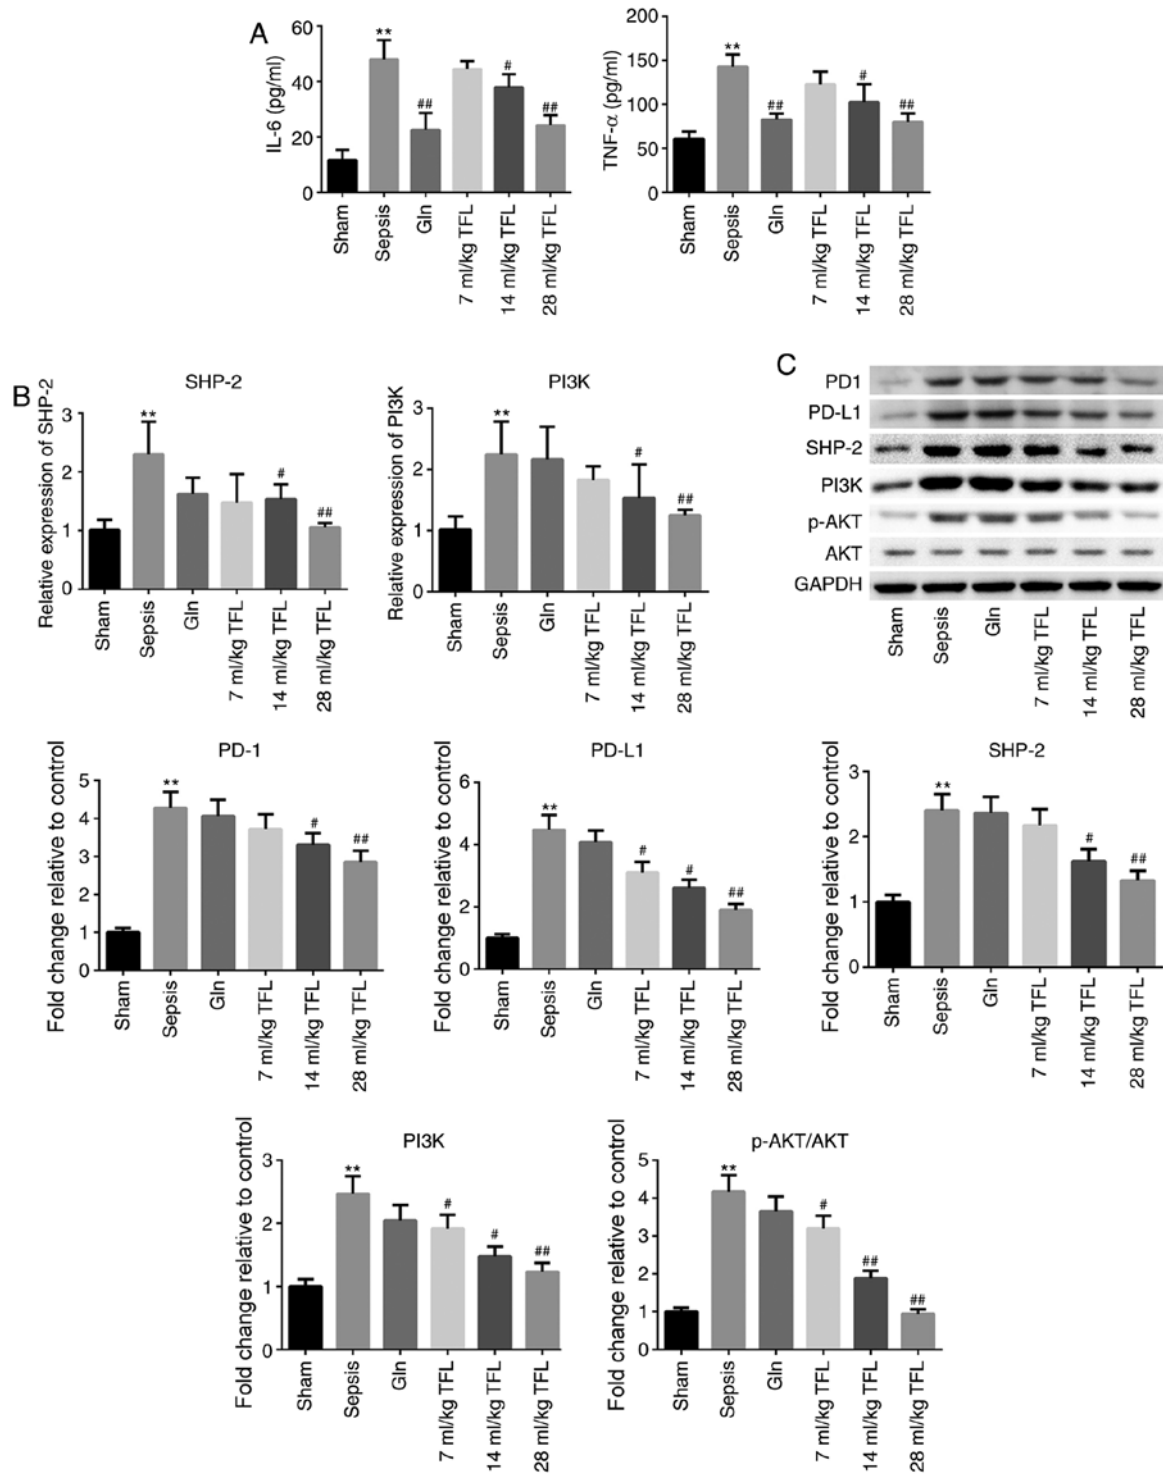 A
IL-6 (pg/ml)
60
40
20
0
**
##
#
##
Sham
Sepsis
Gln
7 ml/kg TFL
14 ml/kg TFL
28 ml/kg TFL
TNF-α (pg/ml)
200
150
100
50
0
**
##
#
##
Sham
Sepsis
Gln
7 ml/kg TFL
14 ml/kg TFL
28 ml/kg TFL
B
SHP-2
Relative expression of SHP-2
3
2
1
0
**
#
##
Sham
Sepsis
Gln
7 ml/kg TFL
14 ml/kg TFL
28 ml/kg TFL
PI3K
Relative expression of PI3K
3
2
1
0
**
#
##
Sham
Sepsis
Gln
7 ml/kg TFL
14 ml/kg TFL
28 ml/kg TFL
C
PD1
PD-L1
SHP-2
PI3K
p-AKT
AKT
GAPDH
Sham
Sepsis
Gln
7 ml/kg TFL
14 ml/kg TFL
28 ml/kg TFL
PD-1
Fold change relative to control
5
4
3
2
1
0
**
#
##
Sham
Sepsis
Gln
7 ml/kg TFL
14 ml/kg TFL
28 ml/kg TFL
PD-L1
Fold change relative to control
6
4
2
0
**
#
#
##
Sham
Sepsis
Gln
7 ml/kg TFL
14 ml/kg TFL
28 ml/kg TFL
SHP-2
Fold change relative to control
3
2
1
0
**
#
##
Sham
Sepsis
Gln
7 ml/kg TFL
14 ml/kg TFL
28 ml/kg TFL
PI3K
Fold change relative to control
3
2
1
0
**
#
#
##
Sham
Sepsis
Gln
7 ml/kg TFL
14 ml/kg TFL
28 ml/kg TFL
p-AKT/AKT
Fold change relative to control
5
4
3
2
1
0
**
#
##
##
Sham
Sepsis
Gln
7 ml/kg TFL
14 ml/kg TFL
28 ml/kg TFL